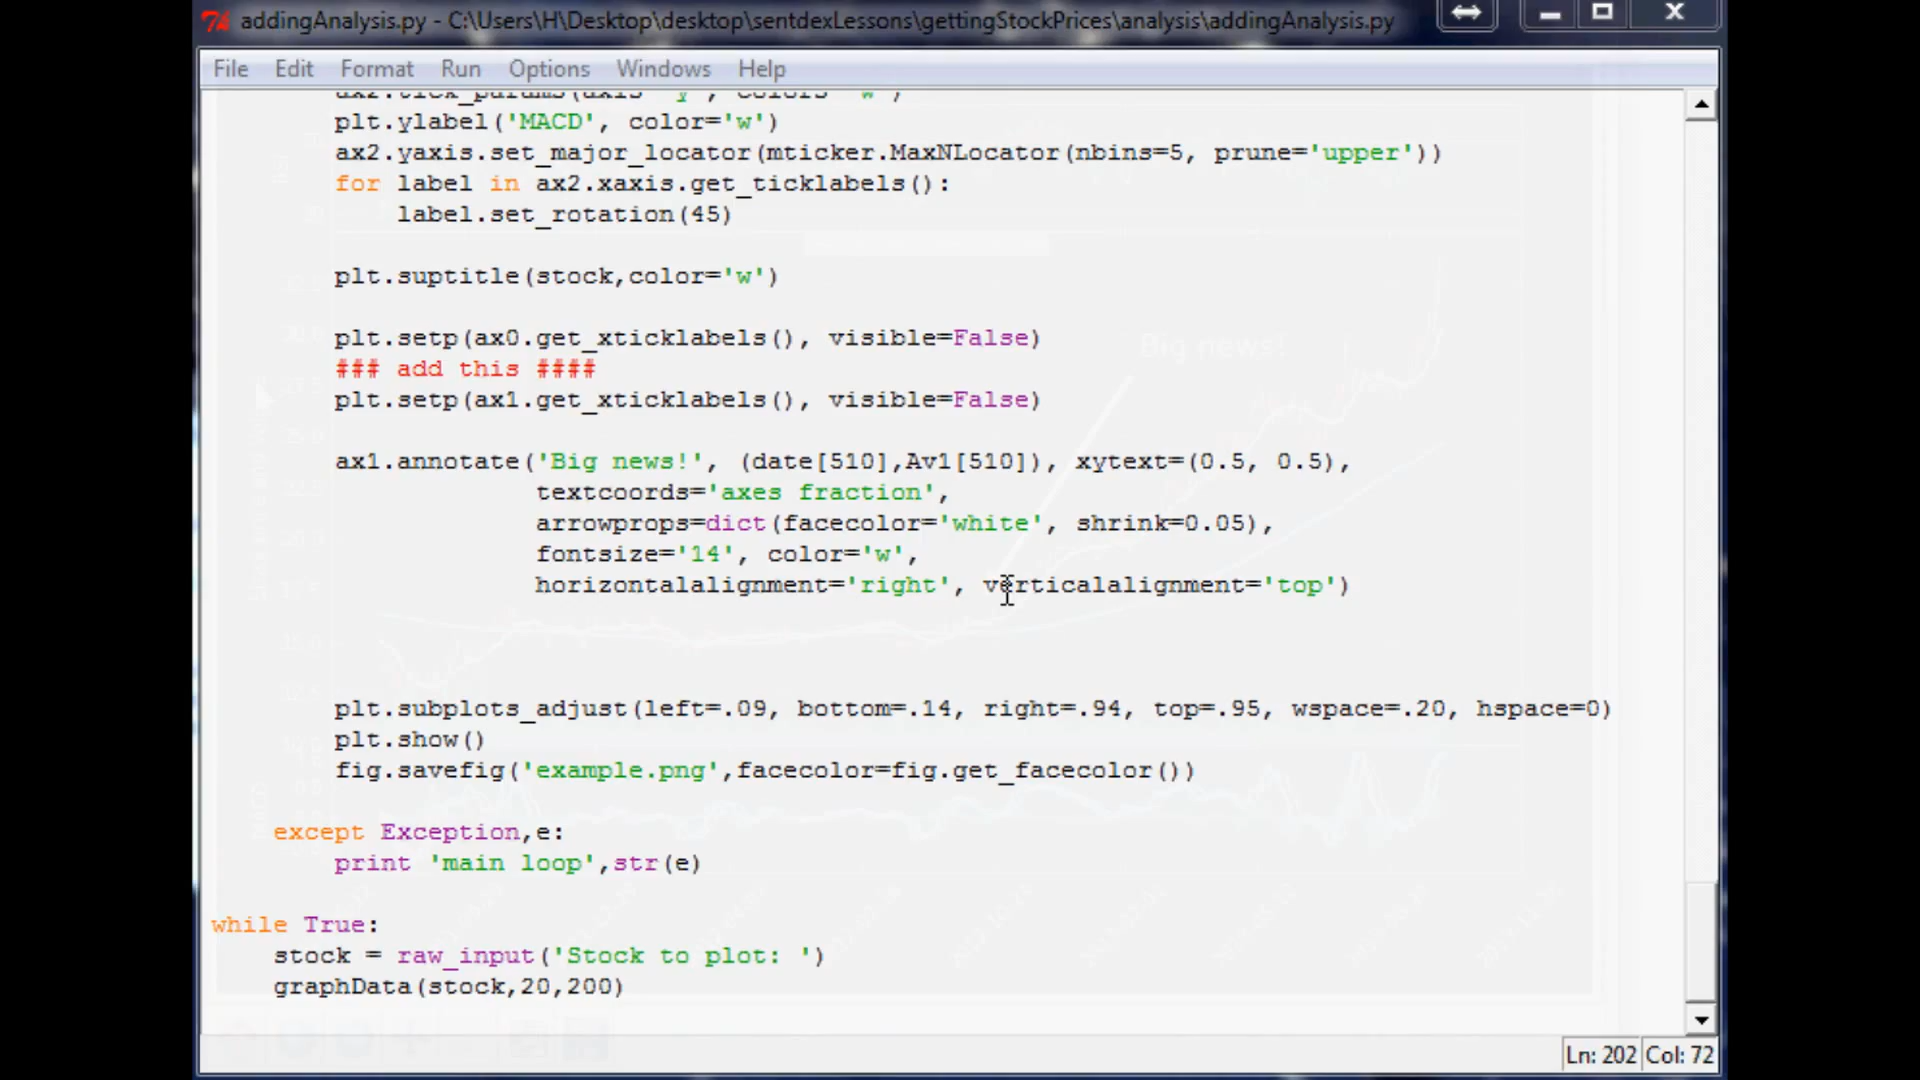 addingAnalysis.py - C:\Users\H\Desktop\desktop\sentdexLessons\gettingStockPrices\analysis\addingAnalysis.py
File Edit Format Run Options Windows Help
plt.ylabel('MACD', color='w')
ax2.yaxis.set_major_locator(mticker.MaxNLocator(nbins=5, prune='upper'))
for label in ax2.xaxis.get_ticklabels():
label.set_rotation(45)
plt.suptitle(stock,color='w')
plt.setp(ax0.get_xticklabels(), visible=False)
Big news!
### add this ####
plt.setp(ax1.get_xticklabels(), visible=False)
ax1.annotate('Big news!', (date[510],Av1[510]), xytext=(0.5, 0.5),
textcoords='axes fraction',
arrowprops=dict(facecolor='white', shrink=0.05),
fontsize='14', color='w',
horizontalalignment='right', verticalalignment='top')
plt.subplots_adjust(left=.09, bottom=.14, right=.94, top=.95, wspace=.20, hspace=0)
plt.show()
fig.savefig('example.png',facecolor=fig.get_facecolor())
except Exception,e:
print 'main loop',str(e)
while True:
stock = raw_input('Stock to plot: ')
graphData(stock,20,200)
Ln: 202 Col: 72